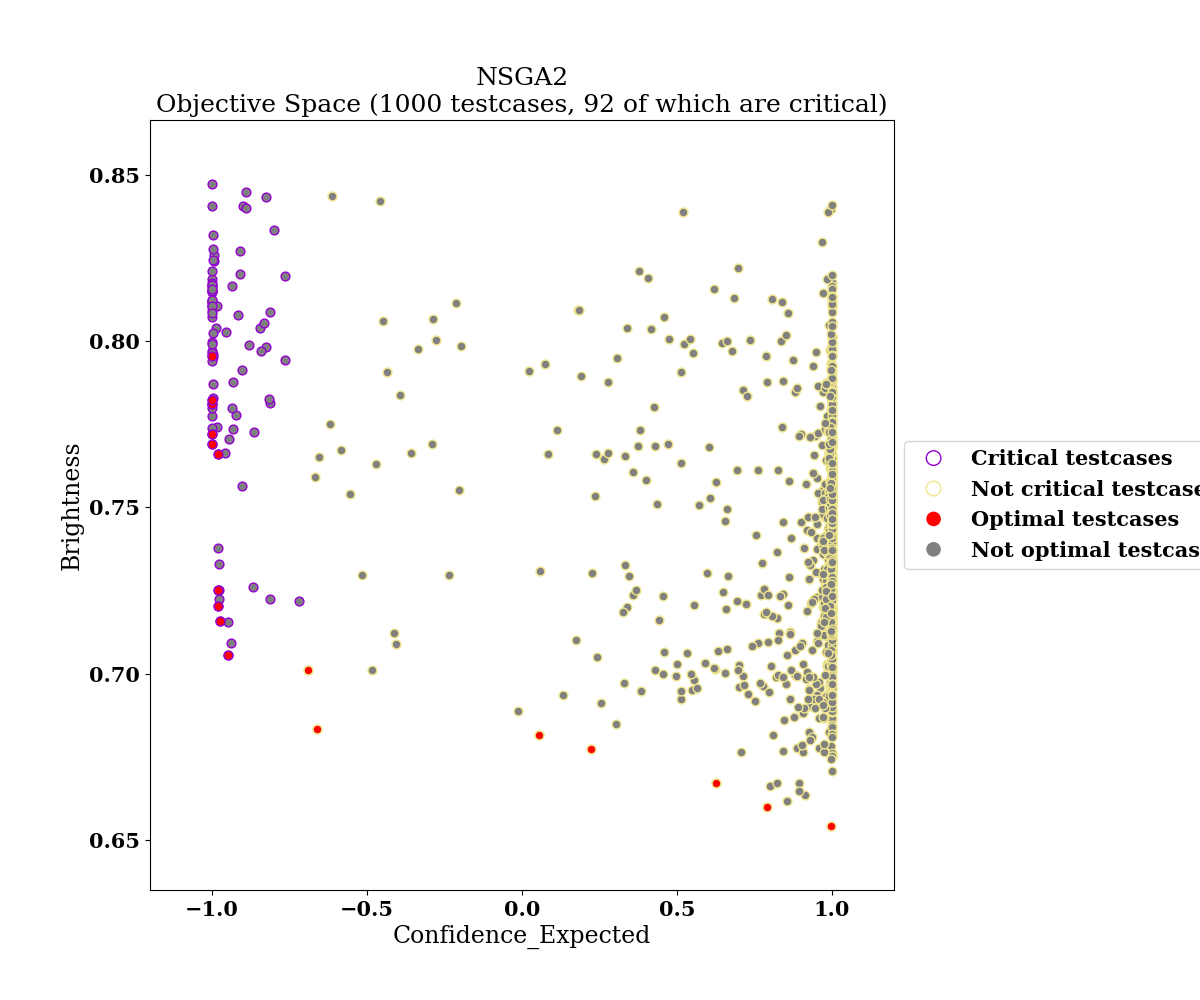 NSGA2
Objective Space (1000 testcases, 92 of which are critical)
Brightness
0.85
0.80
0.75
0.70
0.65
−1.0 −0.5 0.0 0.5 1.0
Confidence_Expected
Critical testcases
Not critical testcase
Optimal testcases
Not optimal testcas